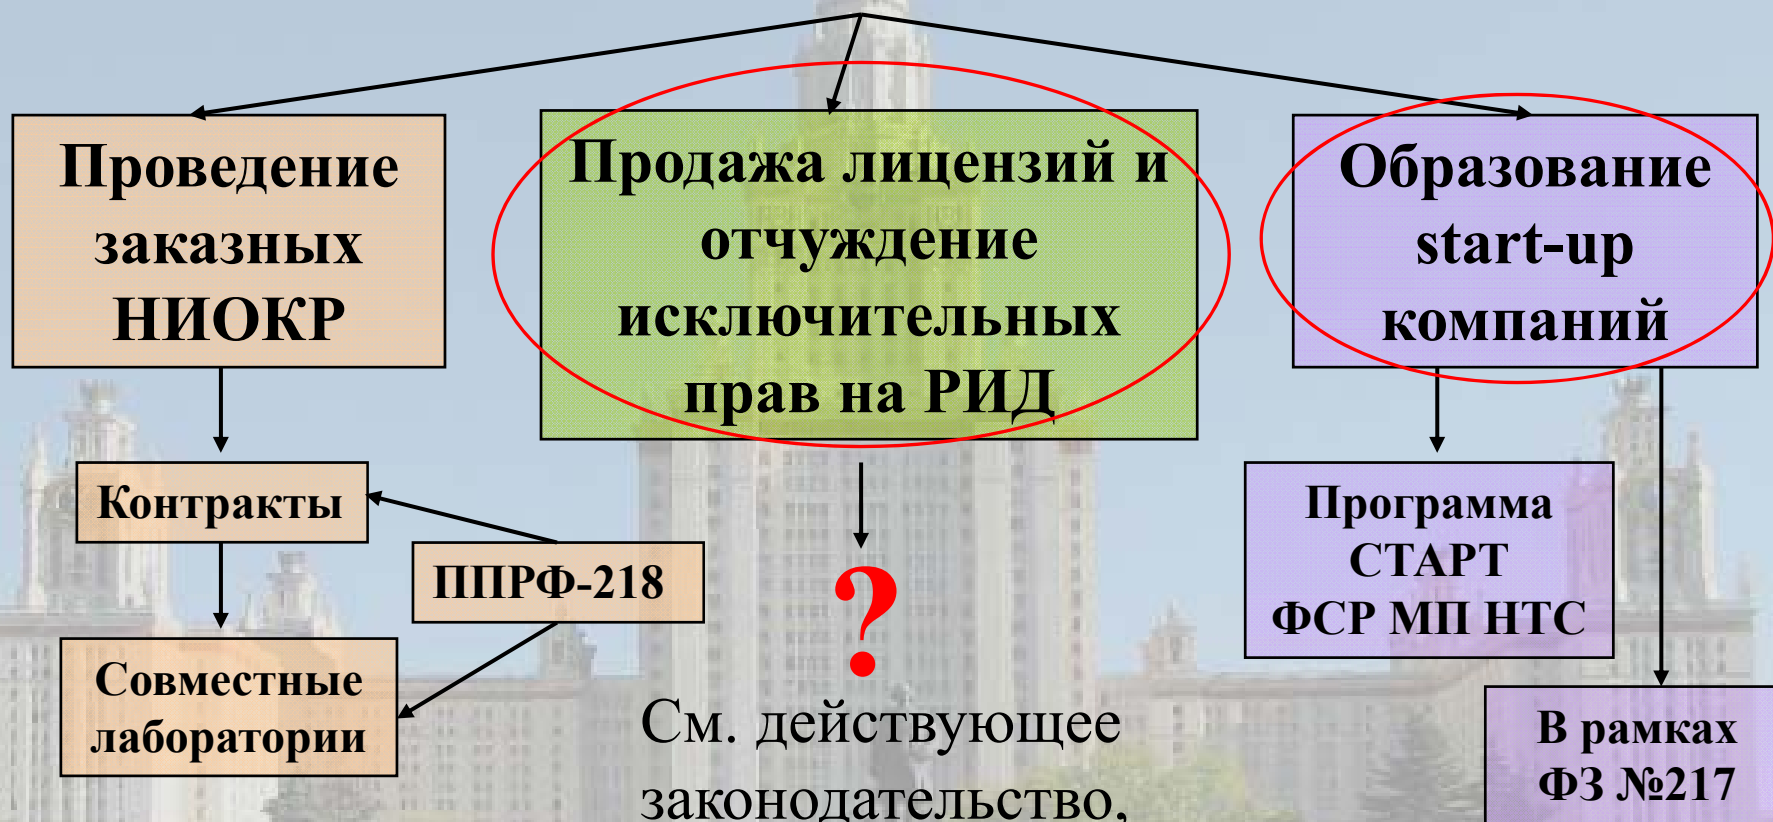 Проведение
заказных
НИОКР
Продажа лицензий и
отчуждение
исключительных
прав на РИД
Образование
start-up
компаний
Контракты
ППРФ-218
Совместные
лаборатории
?
См. действующее
законодательство,
Программа
СТАРТ
ФСР МП НТС
В рамках
ФЗ №217